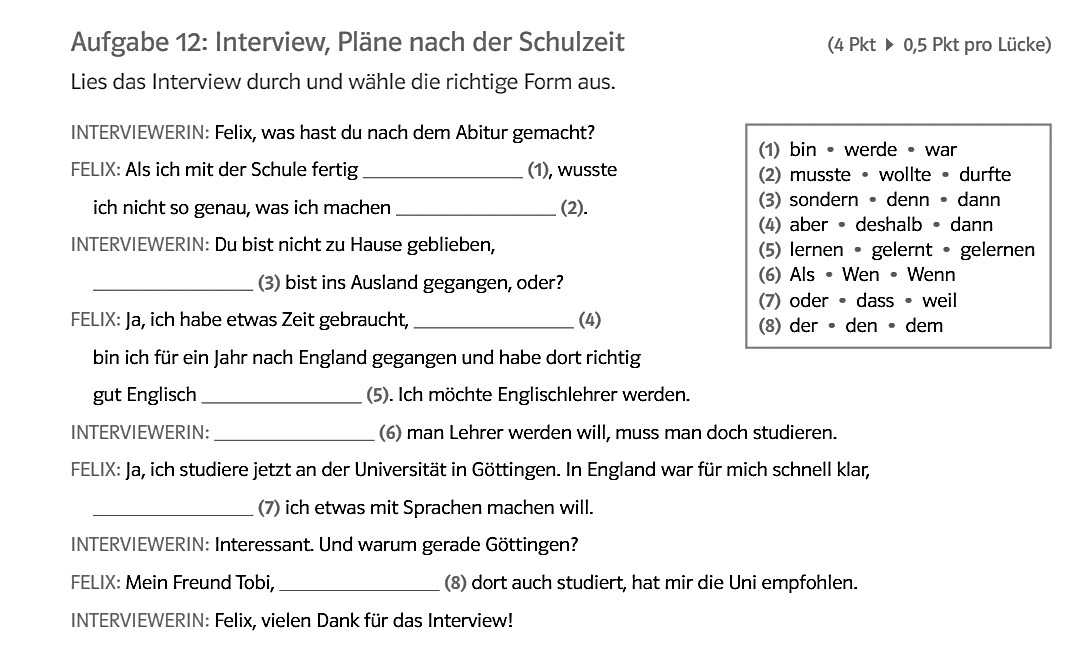 Aufgabe 12: Interview, Pläne nach der Schulzeit
(4 Pkt ▶ 0,5 Pkt pro Lücke)
Lies das Interview durch und wähle die richtige Form aus.
INTERVIEWERIN: Felix, was hast du nach dem Abitur gemacht?
FELIX: Als ich mit der Schule fertig _______________ (1), wusste
ich nicht so genau, was ich machen _______________ (2).
INTERVIEWERIN: Du bist nicht zu Hause geblieben,
_______________ (3) bist ins Ausland gegangen, oder?
FELIX: Ja, ich habe etwas Zeit gebraucht, _______________ (4)
bin ich für ein Jahr nach England gegangen und habe dort richtig
gut Englisch _______________ (5). Ich möchte Englischlehrer werden.
INTERVIEWERIN: _______________ (6) man Lehrer werden will, muss man doch studieren.
FELIX: Ja, ich studiere jetzt an der Universität in Göttingen. In England war für mich schnell klar,
_______________ (7) ich etwas mit Sprachen machen will.
INTERVIEWERIN: Interessant. Und warum gerade Göttingen?
FELIX: Mein Freund Tobi, _______________ (8) dort auch studiert, hat mir die Uni empfohlen.
INTERVIEWERIN: Felix, vielen Dank für das Interview!
(1) bin • werde • war
(2) musste • wollte • durfte
(3) sondern • denn • dann
(4) aber • deshalb • dann
(5) lernen • gelernt • gelernen
(6) Als • Wen • Wenn
(7) oder • dass • weil
(8) der • den • dem